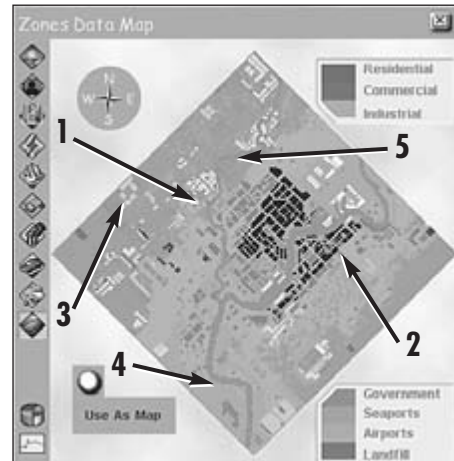 Zones Data Map
N
W E
S
Residential
Commercial
Industrial
1
5
3
2
4
Use As Map
Government
Seaports
Airports
Landfill